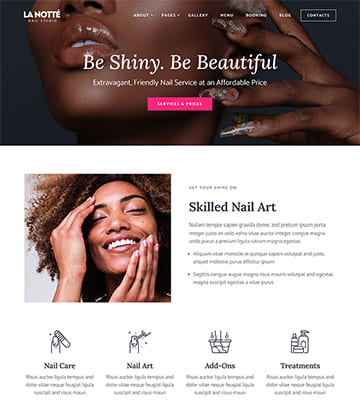 LA NOTTÉ
NAIL STUDIO
ABOUT
PAGES
GALLERY
MENU
BOOKING
BLOG
CONTACTS
Be Shiny. Be Beautiful
Extravagant, Friendly Nail Service at an Affordable Price
SERVICES & PRICES
GET YOUR SHINE ON
Skilled Nail Art
Nullam tempor sapien gravida donec and pretium ipsum porta
integer justo an odio velna vitae auctor integer congue magna
undo purus a pretium ligula rutrum magna egestas
Aliquam vitae molestie at quisque sapien volutpat and justo,
aliquet molestie purus efficitur ipsum
Sagittis congue augue magna risus mauris volutpat and egestas
magna suscipit egestas a vitae purus
Nail Care
Risus auctor ligula tempus and
dolor vitae neque feugiat ligula
suscipit and risus mauri
Nail Art
Risus auctor ligula tempus and
dolor vitae neque feugiat ligula
suscipit and risus mauri
Add-Ons
Risus auctor ligula tempus and
dolor vitae neque feugiat ligula
suscipit and risus mauri
Treatments
Risus auctor ligula tempus and
dolor vitae neque feugiat ligula
suscipit and risus mauri